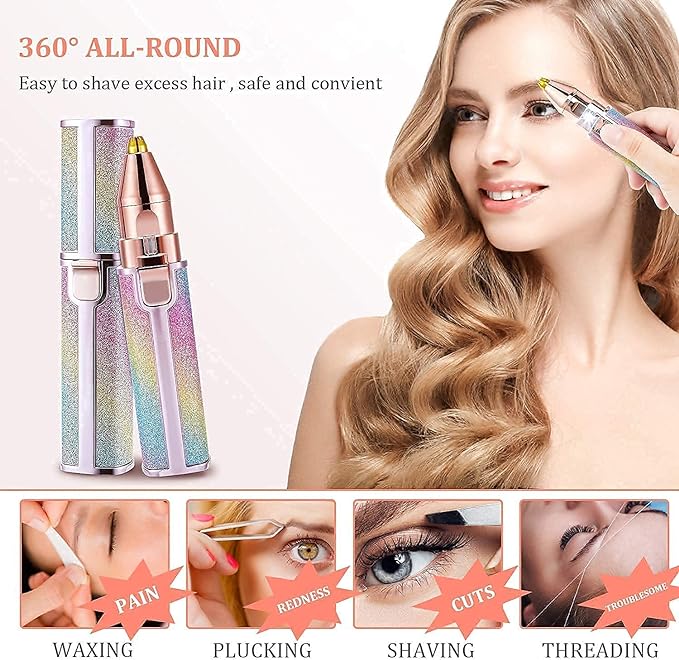 360° ALL-ROUND
Easy to shave excess hair , safe and convient
PAIN
REDNESS
CUTS
TROUBLESOME
WAXING
PLUCKING
SHAVING
THREADING